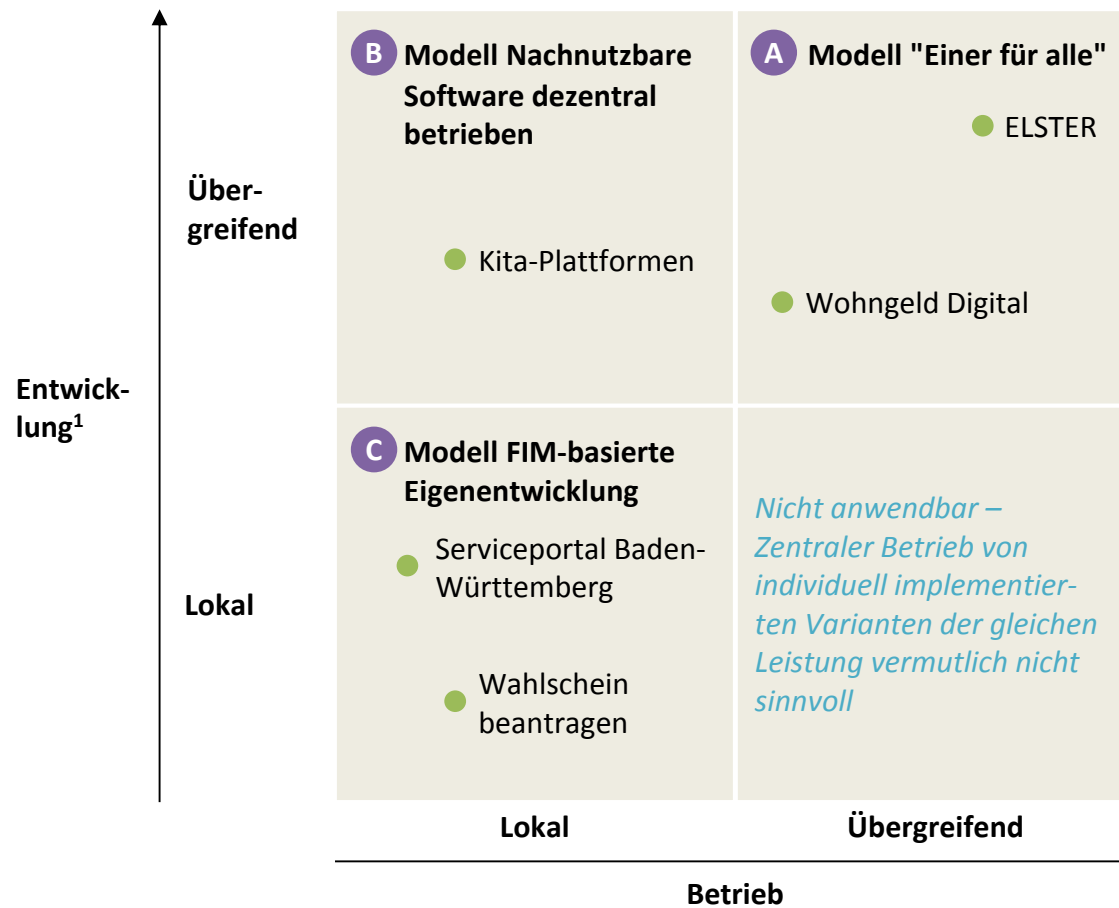 B Modell Nachnutzbare
Software dezentral
betrieben
Kita-Plattformen
A Modell "Einer für alle"
ELSTER
Wohngeld Digital
Über-
greifend
Entwick-
lung¹
Lokal
C Modell FIM-basierte
Eigenentwicklung
Serviceportal Baden-
Württemberg
Wahlschein
beantragen
Nicht anwendbar –
Zentraler Betrieb von
individuell implementier-
ten Varianten der gleichen
Leistung vermutlich nicht
sinnvoll
Lokal
Übergreifend
Betrieb